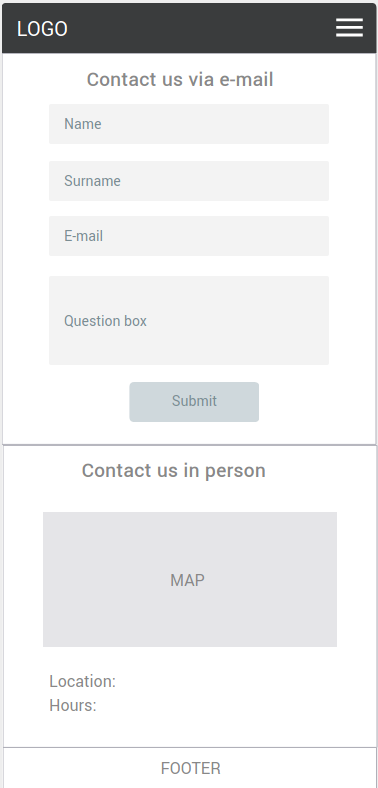 LOGO
Contact us via e-mail
Name
Surname
E-mail
Question box
Submit
Contact us in person
MAP
Location:
Hours:
FOOTER